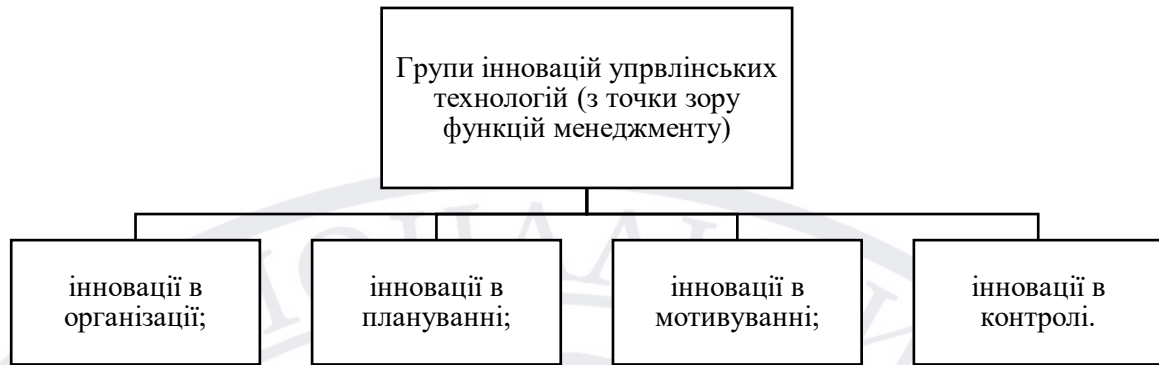 Групи інновацій упрвлінських
технологій (з точки зору
функцій менеджменту)
інновації в
організації;
інновації в
плануванні;
інновації в
мотивуванні;
інновації в
контролі.